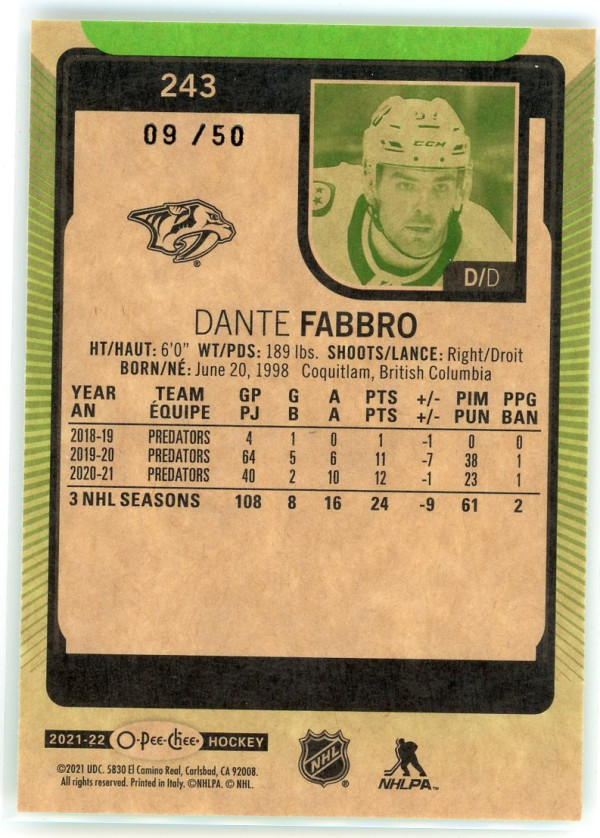 243
09 /50
CCM
D/D
DANTE FABBRO
HT/HAUT: 6'0" WT/PDS: 189 lbs. SHOOTS/LANCE: Right/Droit
BORN/NÉ: June 20, 1998 Coquitlam, British Columbia
YEAR TEAM GP G A PTS +/- PIM PPG
AN ÉQUIPE PJ B A PTS +/- PUN BAN
2018-19 PREDATORS 4 1 0 1 -1 0 0
2019-20 PREDATORS 64 5 6 11 -7 38 1
2020-21 PREDATORS 40 2 10 12 -1 23 1
3 NHL SEASONS 108 8 16 24 -9 61 2
2021-22 O-Pee-Chee HOCKEY
©2021 UDC. 5830 El Camino Real, Carlsbad, CA 92008.
All rights reserved. Printed in Italy. ©NHLPA. © NHL.
NHL
NHLPA